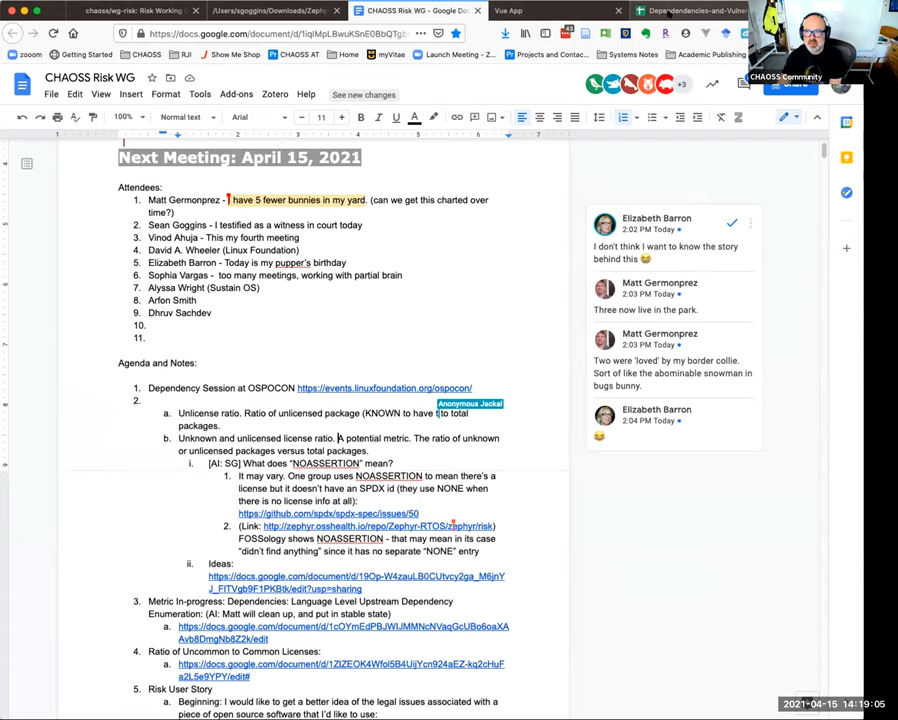 chaoss/wg-risk: Risk Working
/Users/sgoggins/Downloads/Zephy
CHAOSS Risk WG - Google Doc
Vue App
Dependencies-and-Vulner
https://docs.google.com/document/d/1iqlMpLBwuKSnE0BbQTgb
zooom
Getting Started
CHAOSS
RJI
Show Me Sports
HOM
myVitae
Launch Meeting - Z
Projects and Contac...
Systems Notes
Academic Publishing
CHAOSS Community
CHAOSS Risk WG
+3
Share
File Edit View Insert Format Tools Add-ons Zotero Help
See new changes
100% Normal text Arial 11
Next Meeting: April 15, 2021
Attendees:
1. Matt Germonprez - I have 5 fewer bunnies in my yard. (can we get this charted over
time?)
2. Sean Goggins - I testified as a witness in court today
3. Vinod Ahuja - This my fourth meeting
4. David A. Wheeler (Linux Foundation)
5. Elizabeth Barron - Today is my pupper's birthday
6. Sophia Vargas - too many meetings, working with partial brain
7. Alyssa Wright (Sustain OS)
8. Arfon Smith
9. Dhruv Sachdev
10.
11.
Agenda and Notes:
1. Dependency Session at OSPOCON https://events.linuxfoundation.org/ospocon/
2.
Anonymous Jackal
a. Unlicense ratio. Ratio of unlicensed package (KNOWN to have t to total
packages.
b. Unknown and unlicensed license ratio. A potential metric. The ratio of unknown
or unlicensed packages versus total packages.
i. [AI: SG] What does "NOASSERTION" mean?
1. It may vary. One group uses NOASSERTION to mean there's a
license but it doesn't have an SPDX id (they use NONE when
there is no license info at all):
https://github.com/spdx/spdx-spec/issues/50
2. (Link: http://zephyr.osshealth.io/repo/Zephyr-RTOS/zephyr/risk)
FOSSology shows NOASSERTION - that may mean in its case
"didn't find anything" since it has no separate "NONE" entry
ii. Ideas:
https://docs.google.com/document/d/19Op-W4zauLB0CUtvcy2ga_M6jnY
J_FITVgb9F1PKBtk/edit?usp=sharing
3. Metric In-progress: Dependencies: Language Level Upstream Dependency
Enumeration: (AI: Matt will clean up, and put in stable state)
a. https://docs.google.com/document/d/1cOYmEdPBJWIJMMNcNVaqGcUBo6oaXA
Avb8DmgNb8Z2k/edit
4. Ratio of Uncommon to Common Licenses:
a. https://docs.google.com/document/d/1ZIZEOK4Wfol5B4UijYcn924aEZ-kq2cHuF
a2L5e9YPY/edit#
5. Risk User Story
a. Beginning: I would like to get a better idea of the legal issues associated with a
piece of open source software that I'd like to use:
Elizabeth Barron
2:02 PM Today
I don't think I want to know the story
behind this 😂
Matt Germonprez
2:03 PM Today
Three now live in the park.
Matt Germonprez
2:03 PM Today
Two were 'loved' by my border collie.
Sort of like the abominable snowman in
bugs bunny.
Elizabeth Barron
2:04 PM Today
😂
2021-04-15 14:19:05